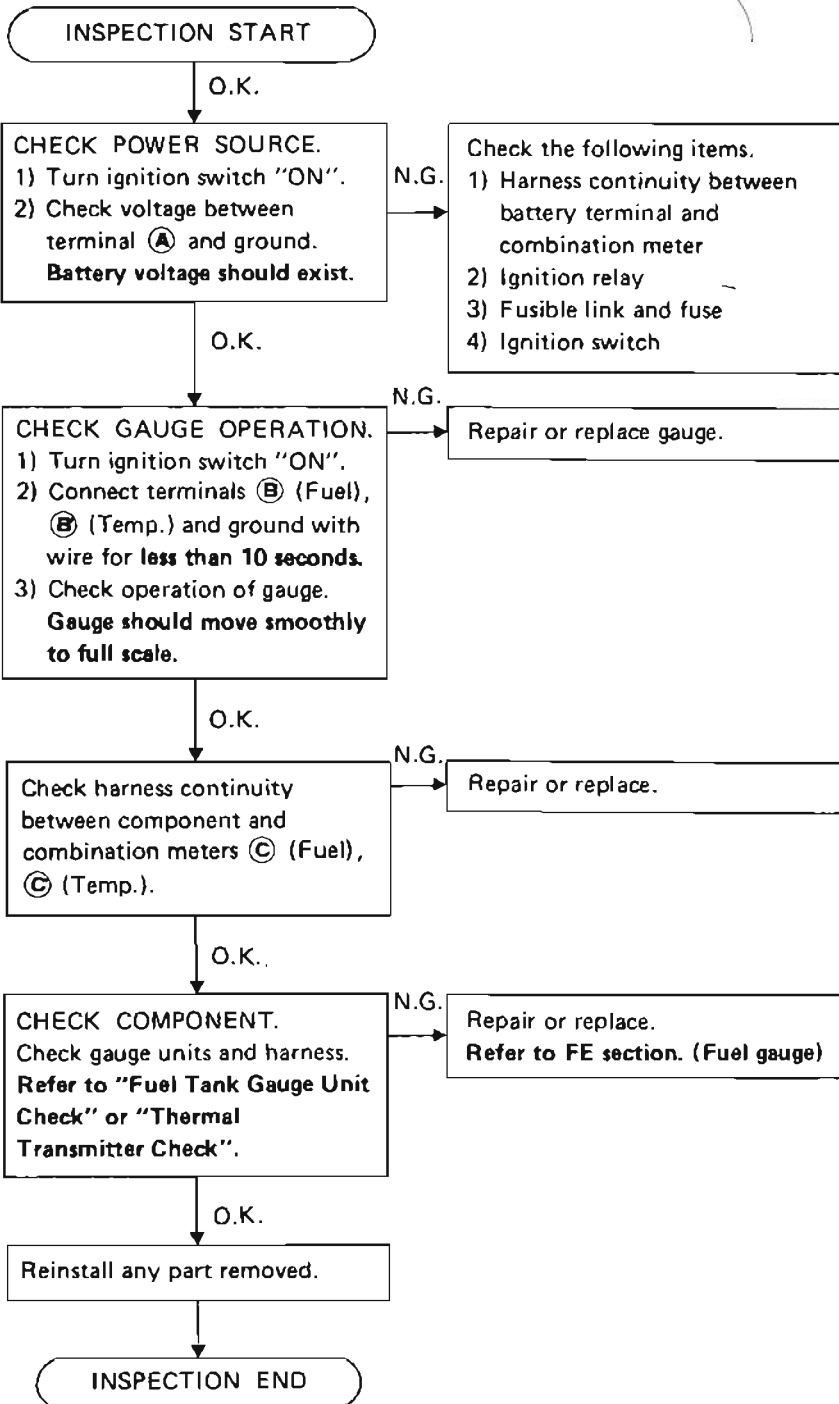 INSPECTION START
O.K.
CHECK POWER SOURCE.
1) Turn ignition switch "ON".
2) Check voltage between
terminal Ⓐ and ground.
Battery voltage should exist.
N.G.
Check the following items.
1) Harness continuity between
battery terminal and
combination meter
2) Ignition relay
3) Fusible link and fuse
4) Ignition switch
O.K.
CHECK GAUGE OPERATION.
1) Turn ignition switch "ON".
2) Connect terminals Ⓑ (Fuel),
Ⓑ′ (Temp.) and ground with
wire for less than 10 seconds.
3) Check operation of gauge.
Gauge should move smoothly
to full scale.
N.G.
Repair or replace gauge.
O.K.
Check harness continuity
between component and
combination meters Ⓒ (Fuel),
Ⓒ′ (Temp.).
N.G.
Repair or replace.
O.K.
CHECK COMPONENT.
Check gauge units and harness.
Refer to "Fuel Tank Gauge Unit
Check" or "Thermal
Transmitter Check".
N.G.
Repair or replace.
Refer to FE section. (Fuel gauge)
O.K.
Reinstall any part removed.
INSPECTION END